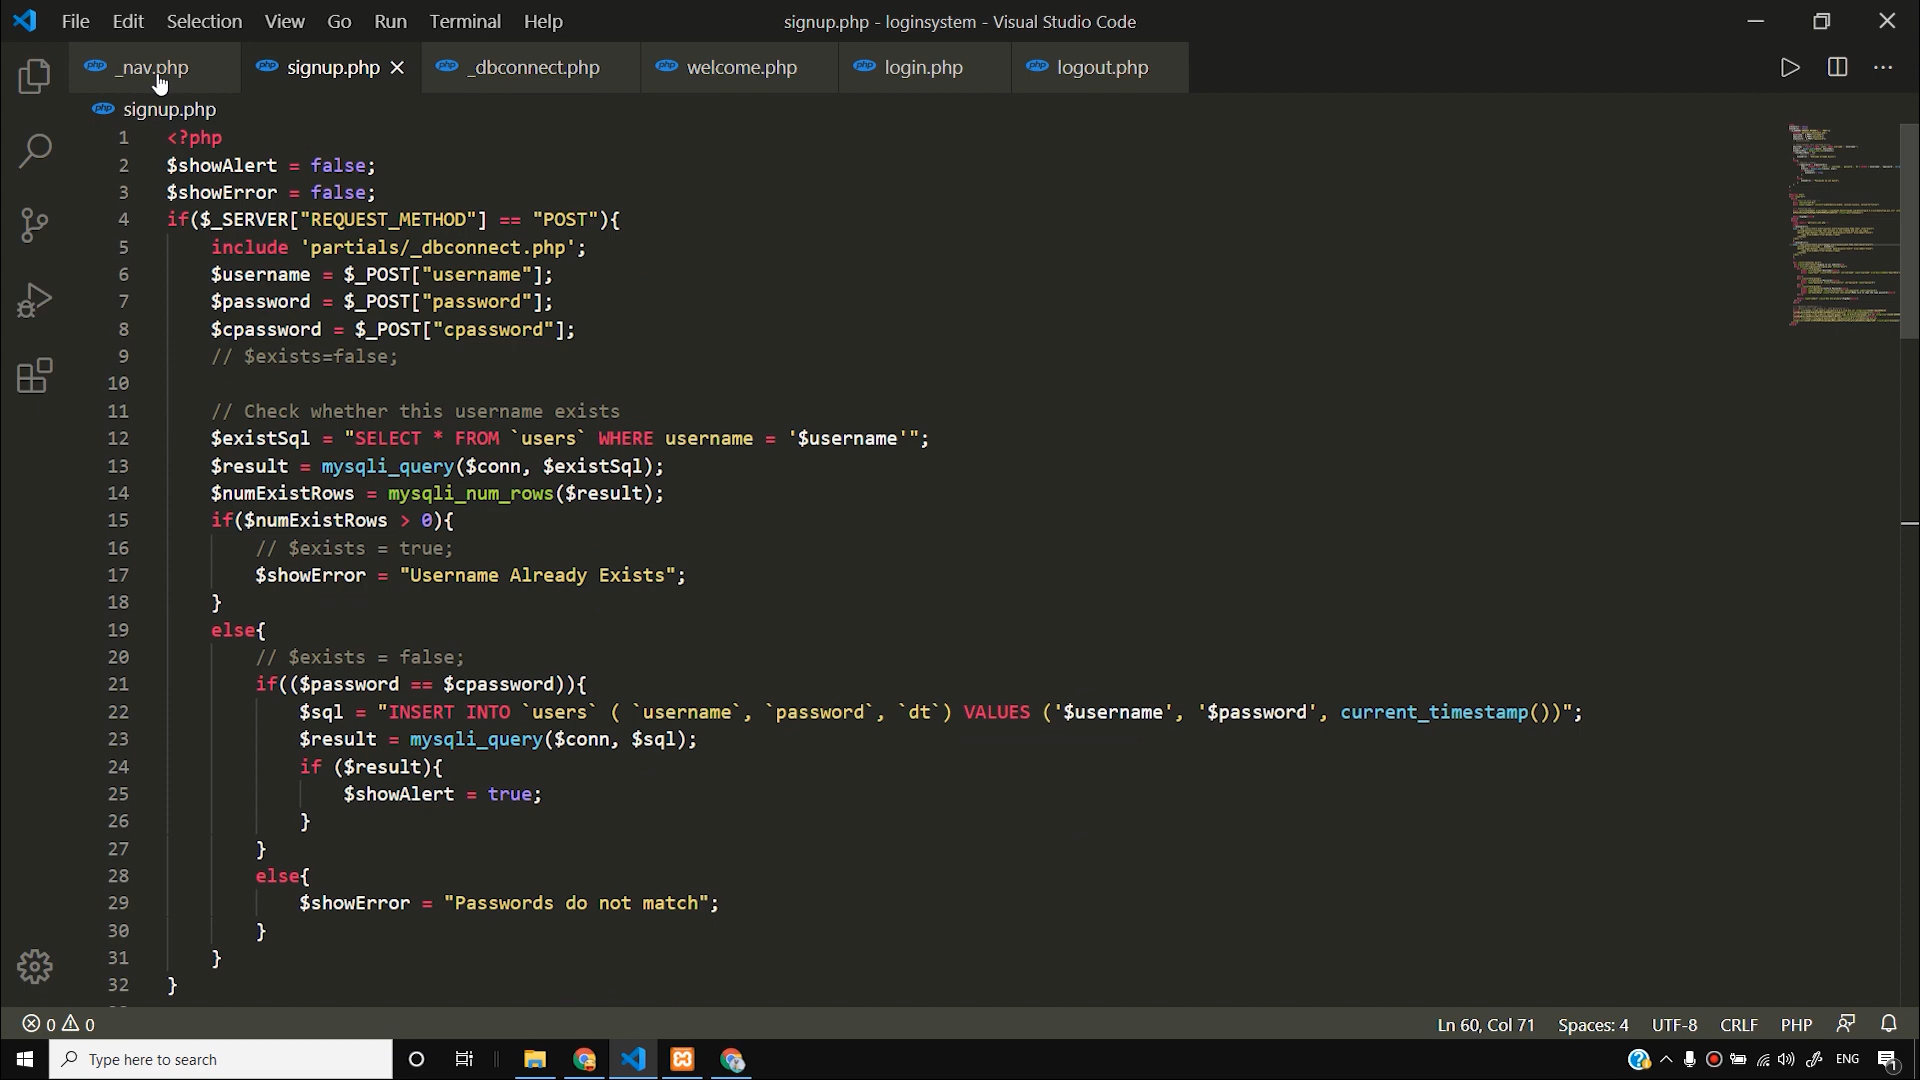 File Edit Selection View Go Run Terminal Help
signup.php - loginsystem - Visual Studio Code
php _nav.php
php signup.php
php _dbconnect.php
php welcome.php
php login.php
php logout.php
php signup.php
1 <?php
2 $showAlert = false;
3 $showError = false;
4 if($_SERVER["REQUEST_METHOD"] == "POST"){
5 include 'partials/_dbconnect.php';
6 $username = $_POST["username"];
7 $password = $_POST["password"];
8 $cpassword = $_POST["cpassword"];
9 // $exists=false;
10
11 // Check whether this username exists
12 $existSql = "SELECT * FROM `users` WHERE username = '$username'";
13 $result = mysqli_query($conn, $existSql);
14 $numExistRows = mysqli_num_rows($result);
15 if($numExistRows > 0){
16 // $exists = true;
17 $showError = "Username Already Exists";
18 }
19 else{
20 // $exists = false;
21 if(($password == $cpassword)){
22 $sql = "INSERT INTO `users` ( `username`, `password`, `dt`) VALUES ('$username', '$password', current_timestamp())";
23 $result = mysqli_query($conn, $sql);
24 if ($result){
25 $showAlert = true;
26 }
27 }
28 else{
29 $showError = "Passwords do not match";
30 }
31 }
32 }
0 0
Ln 60, Col 71 Spaces: 4 UTF-8 CRLF PHP
Type here to search
ENG
1